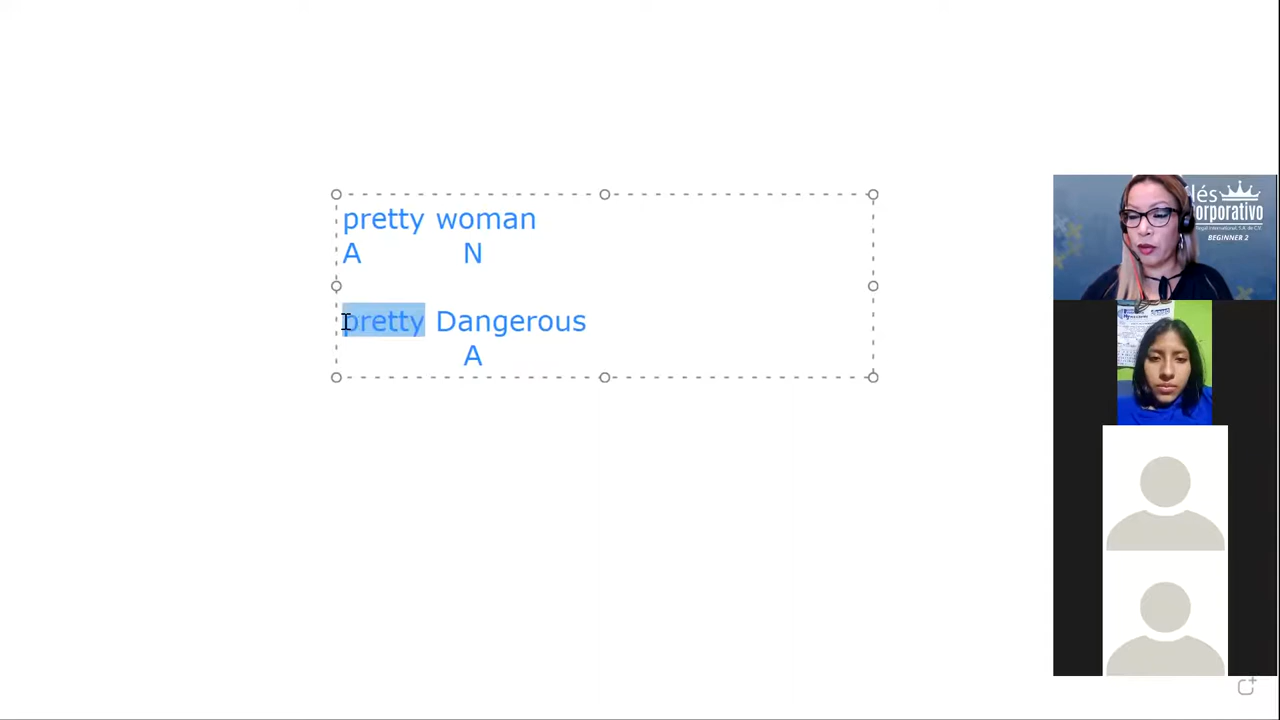 pretty woman
A N
pretty Dangerous
A
lés
orporativo
BEGINNER 2